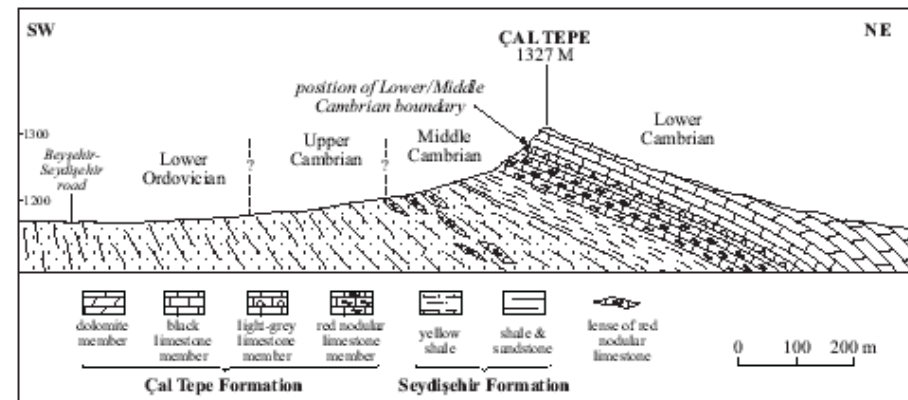 SW
NE
ÇAL TEPE
1327 M
position of Lower/Middle
Cambrian boundary
Lower
Cambrian
Middle
Cambrian
Upper
Cambrian
Lower
Ordovician
?
?
1300
1200
Beyşehir-
Seydişehir
road
dolomite
member
black
limestone
member
light-grey
limestone
member
red nodular
limestone
member
yellow
shale
shale &
sandstone
lense of red
nodular
limestone
Çal Tepe Formation
Seydişehir Formation
0 100 200 m